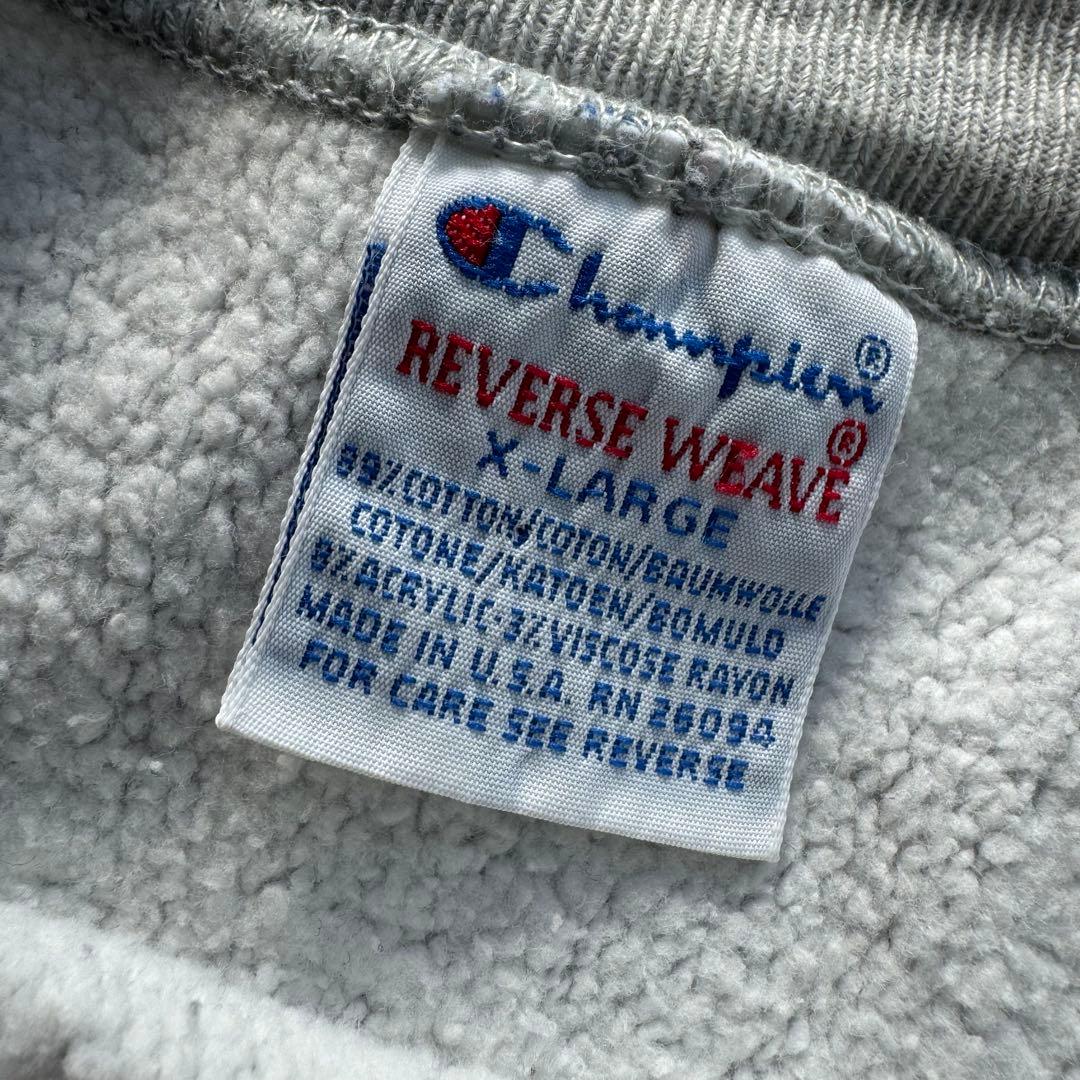 Champion®
REVERSE WEAVE®
X-LARGE
89%COTTON/COTON/BAUMWOLLE
COTONE/KATOEN/BOMULO
8%ACRYLIC-3%VISCOSE RAYON
MADE IN U.S.A. RN 26094
FOR CARE SEE REVERSE